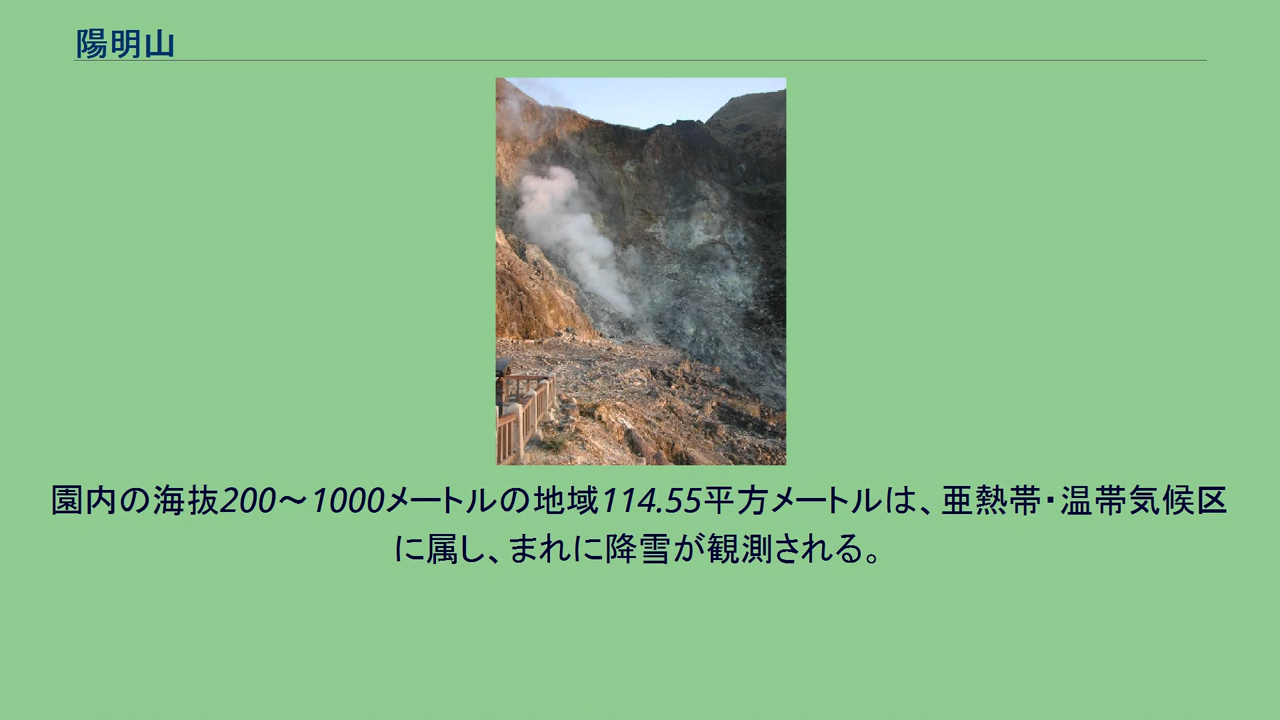 陽明山
園内の海抜200～1000メートルの地域114.55平方メートルは、亜熱帯・温帯気候区
に属し、まれに降雪が観測される。